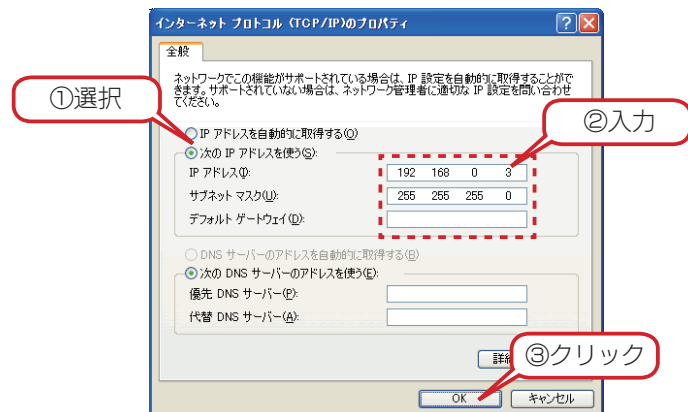 インターネット プロトコル (TCP/IP)のプロパティ
全般
ネットワークでこの機能がサポートされている場合は、IP 設定を自動的に取得することがで
きます。サポートされていない場合は、ネットワーク管理者に適切な IP 設定を問い合わせ
てください。
①選択
②入力
IP アドレスを自動的に取得する(O)
次の IP アドレスを使う(S):
IP アドレス(I):
192 168 0 3
サブネット マスク(U):
255 255 255 0
デフォルト ゲートウェイ(D):
DNS サーバーのアドレスを自動的に取得する(B)
次の DNS サーバーのアドレスを使う(E):
優先 DNS サーバー(P):
代替 DNS サーバー(A):
③クリック
OK
キャンセル